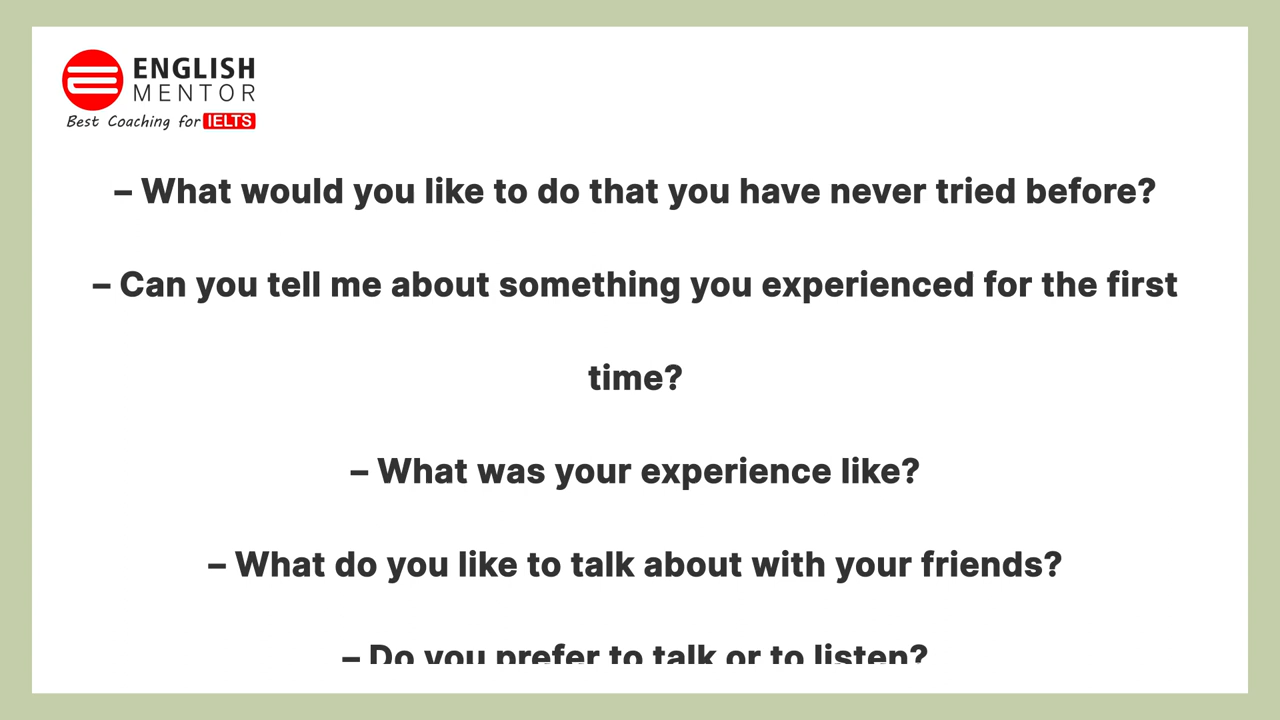 ENGLISH
MENTOR
Best Coaching for IELTS
– What would you like to do that you have never tried before?
– Can you tell me about something you experienced for the first
time?
– What was your experience like?
– What do you like to talk about with your friends?
– Do you prefer to talk or to listen?